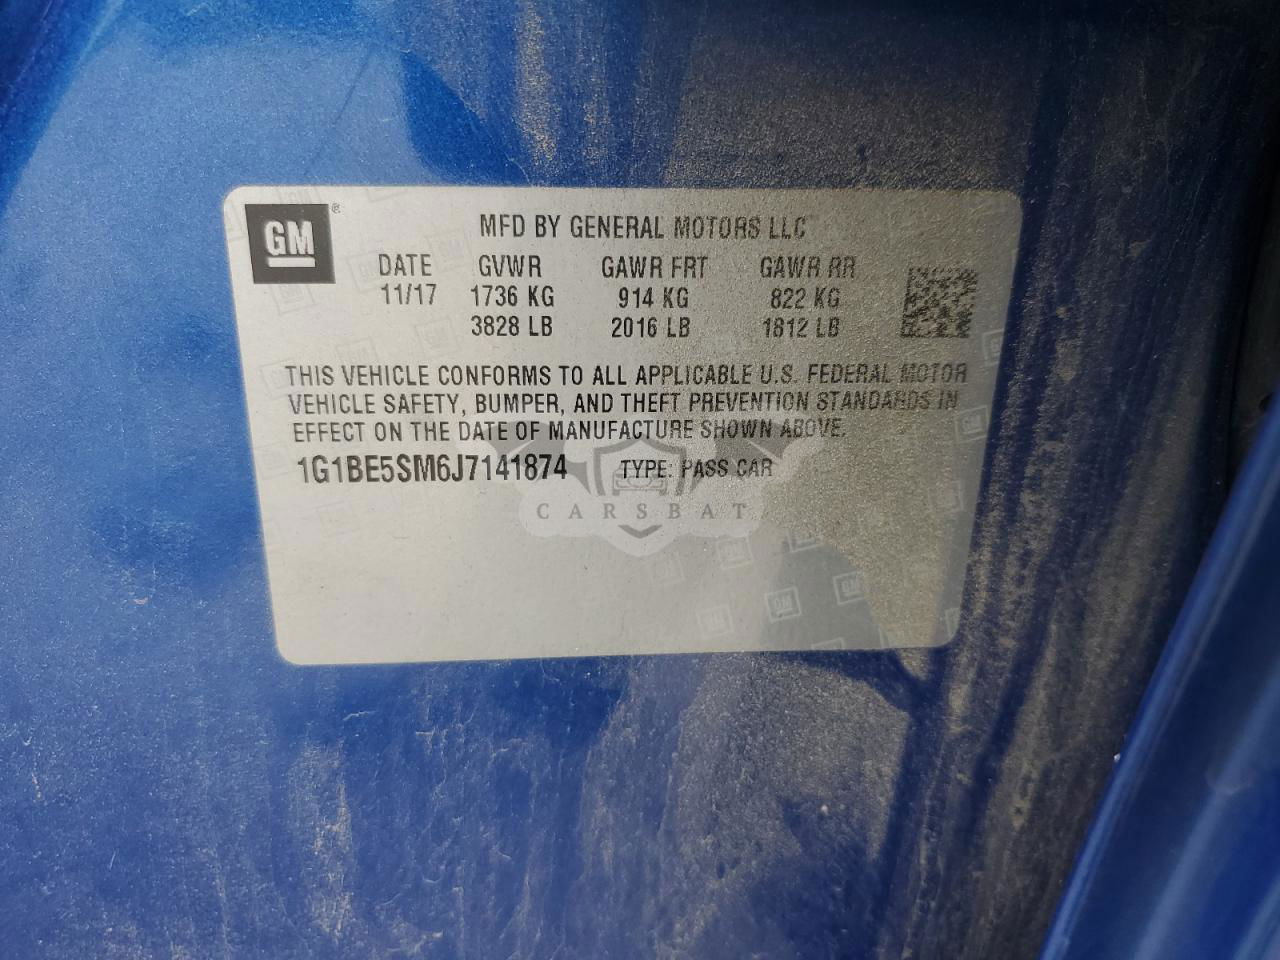 GM ®
MFD BY GENERAL MOTORS LLC
DATE GVWR GAWR FRT GAWR RR
11/17 1736 KG 914 KG 822 KG
3828 LB 2016 LB 1812 LB
THIS VEHICLE CONFORMS TO ALL APPLICABLE U.S. FEDERAL MOTOR
VEHICLE SAFETY, BUMPER, AND THEFT PREVENTION STANDARDS IN
EFFECT ON THE DATE OF MANUFACTURE SHOWN ABOVE.
1G1BE5SM6J7141874 TYPE: PASS CAR
CARSBAT
GM